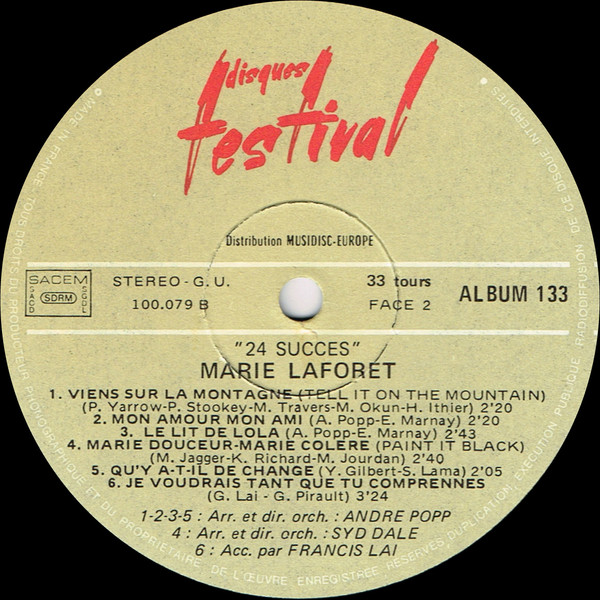 disques
festival
Distribution MUSIDISC-EUROPE
SACEM
SACD SDRM SGDL
STEREO - G. U.
100.079 B
33 tours
FACE 2
ALBUM 133
"24 SUCCES"
MARIE LAFORET
1. VIENS SUR LA MONTAGNE (TELL IT ON THE MOUNTAIN)
(P. Yarrow-P. Stookey-M. Travers-M. Okun-H. Ithier) 2'20
2. MON AMOUR MON AMI (A. Popp-E. Marnay) 2'20
3. LE LIT DE LOLA (A. Popp-E. Marnay) 2'43
4. MARIE DOUCEUR-MARIE COLERE (PAINT IT BLACK)
(M. Jagger-K. Richard-M. Jourdan) 2'40
5. QU'Y A-T-IL DE CHANGE (Y. Gilbert-S. Lama) 2'05
6. JE VOUDRAIS TANT QUE TU COMPRENNES
(G. Lai - G. Pirault) 3'24
1-2-3-5 : Arr. et dir. orch. : ANDRE POPP
4 : Arr. et dir. orch. : SYD DALE
6 : Acc. par FRANCIS LAI
MADE IN FRANCE - TOUS DROITS DU PRODUCTEUR PHONOGRAPHIQUE ET DU PROPRIETAIRE DE L'ŒUVRE ENREGISTREE RESERVES, DUPLICATION, EXECUTION PUBLIQUE RADIODIFFUSION DE CE DISQUE INTERDITES